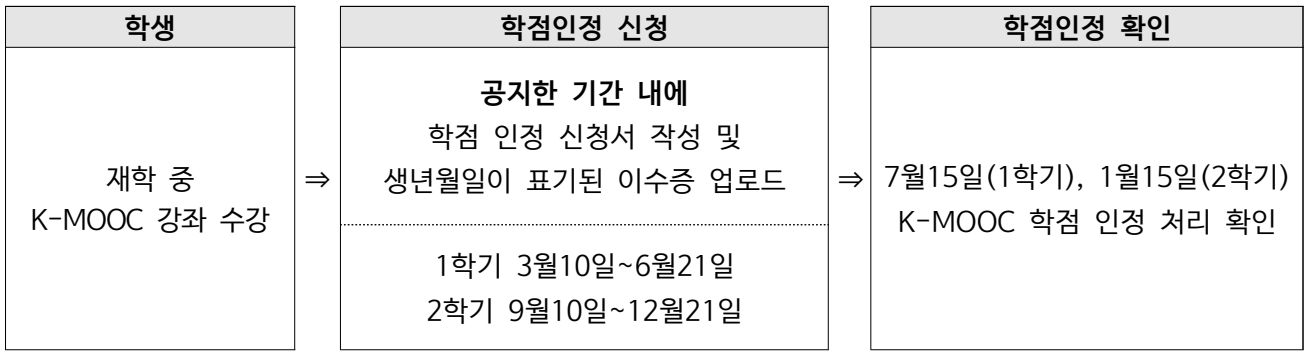 학생
재학 중
K-MOOC 강좌 수강
⇒
학점인정 신청
공지한 기간 내에
학점 인정 신청서 작성 및
생년월일이 표기된 이수증 업로드
1학기 3월10일~6월21일
2학기 9월10일~12월21일
⇒
학점인정 확인
7월15일(1학기), 1월15일(2학기)
K-MOOC 학점 인정 처리 확인